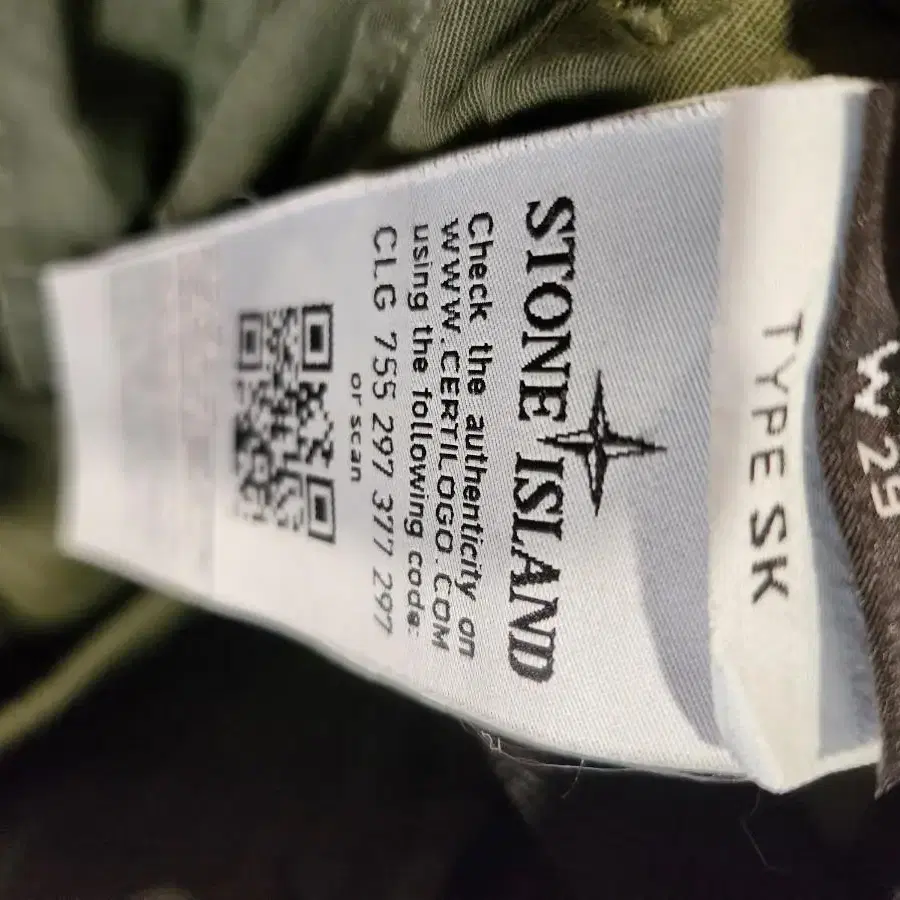 W 29
TYPE SK
STONE ISLAND
Check the authenticity on
WWW.CERTILOGO.COM
using the following code:
CLG 755 297 377 297
or scan